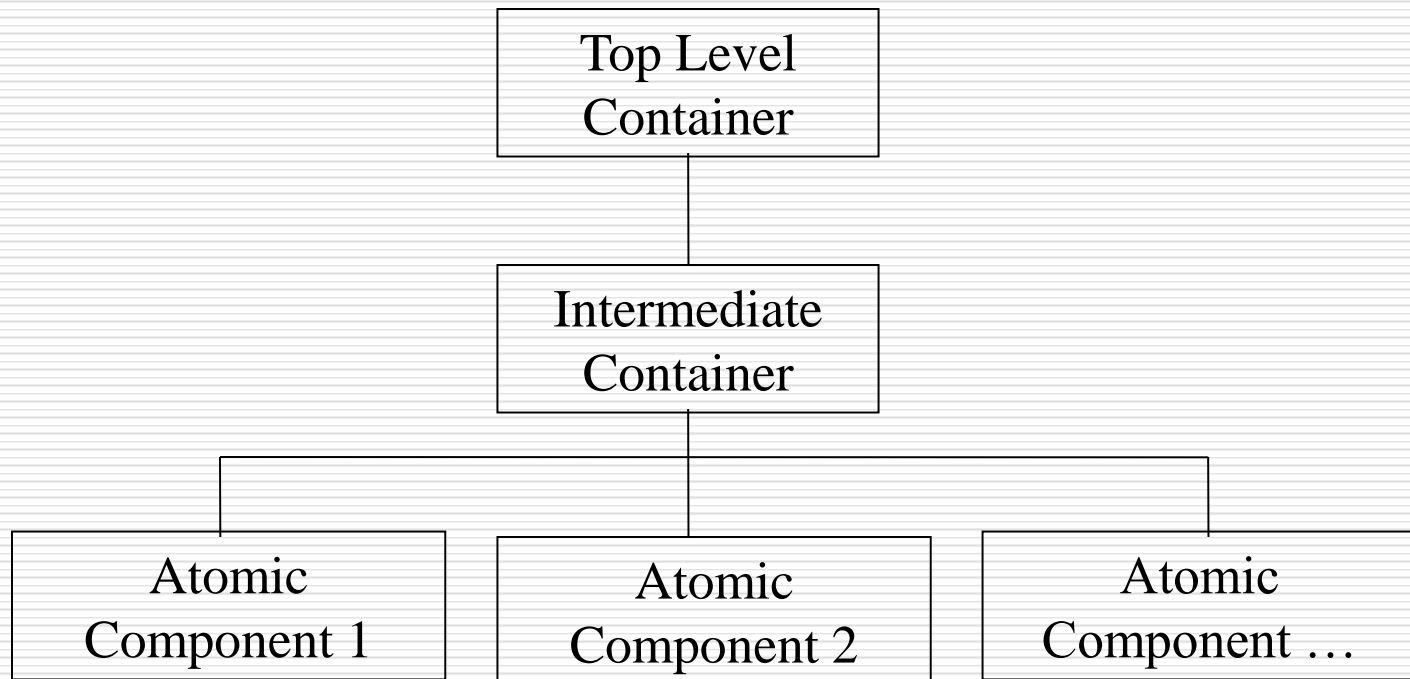 Top Level
Container
Intermediate
Container
Atomic
Component 1
Atomic
Component 2
Atomic
Component …